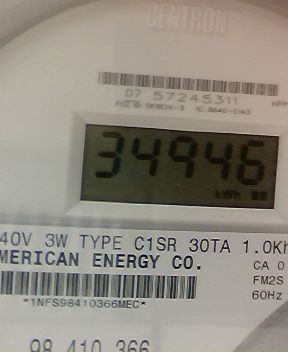 CENTRON
07 57245311
34946
kWh
40V 3W TYPE C1SR 30TA 1.0Kh
MERICAN ENERGY CO.
CA 0
FM2S
60Hz
*1NFS98410366MEC*
98 410 366